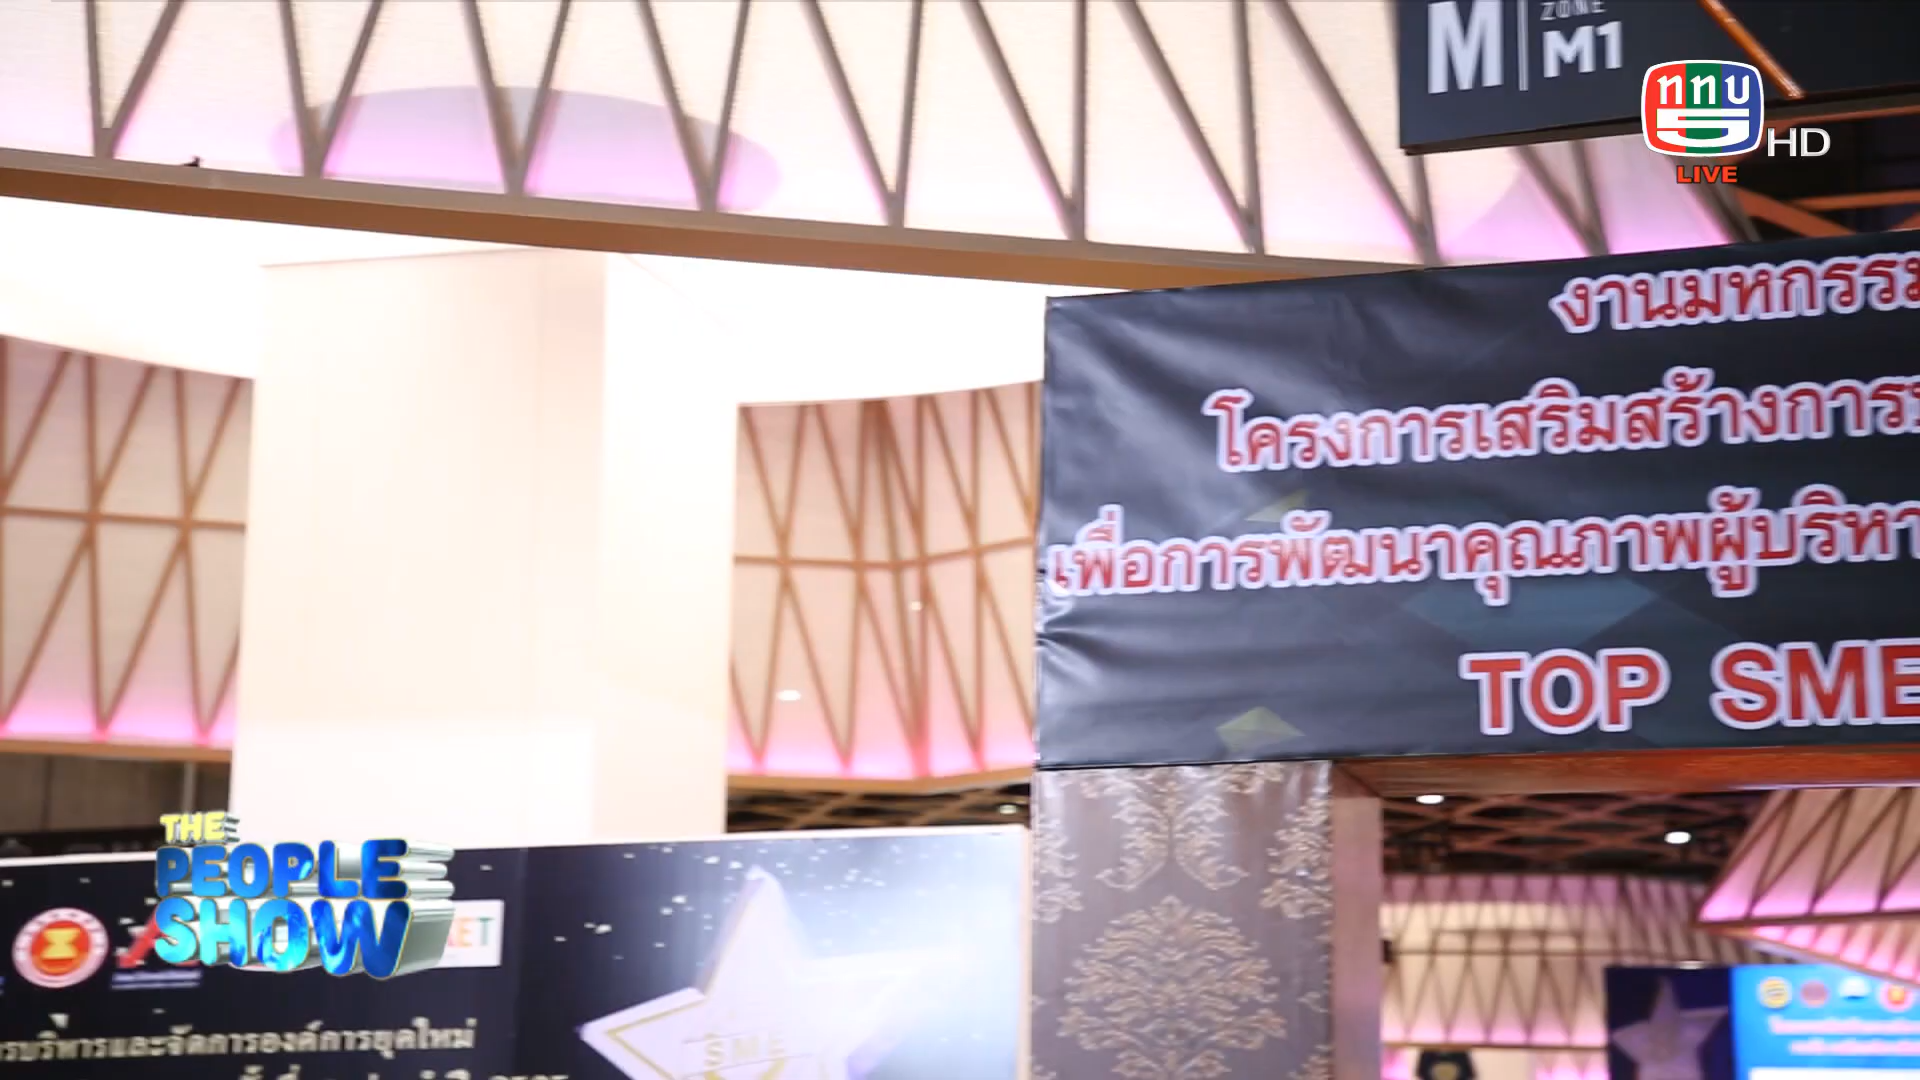 M
ZONE
M1
ททบ
5
HD
LIVE
งานมหกรรม
โครงการเสริมสร้างการ
เพื่อการพัฒนาคุณภาพผู้บริหา
TOP SME
THE
PEOPLE
SHOW
KET
รบริหารและจัดการองค์การยุคใหม่
SME